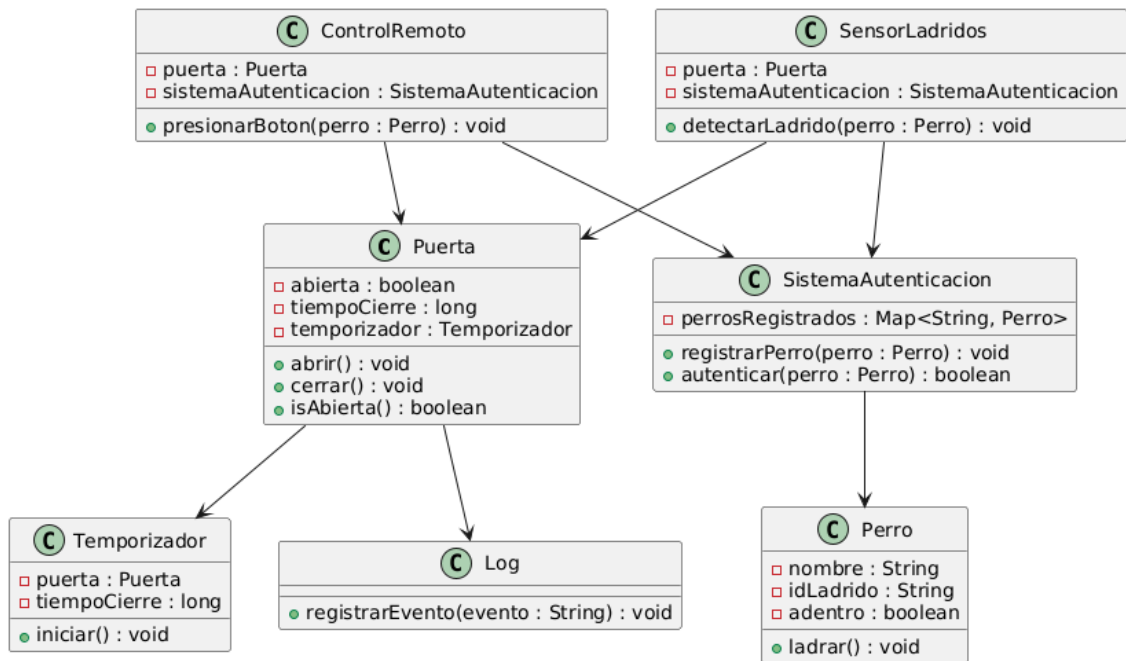 C ControlRemoto
puerta : Puerta
sistemaAutenticacion : SistemaAutenticacion
presionarBoton(perro : Perro) : void
C SensorLadridos
puerta : Puerta
sistemaAutenticacion : SistemaAutenticacion
detectarLadrido(perro : Perro) : void
C Puerta
abierta : boolean
tiempoCierre : long
temporizador : Temporizador
abrir() : void
cerrar() : void
isAbierta() : boolean
C SistemaAutenticacion
perrosRegistrados : Map<String, Perro>
registrarPerro(perro : Perro) : void
autenticar(perro : Perro) : boolean
C Temporizador
puerta : Puerta
tiempoCierre : long
iniciar() : void
C Log
registrarEvento(evento : String) : void
C Perro
nombre : String
idLadrido : String
adentro : boolean
ladrar() : void